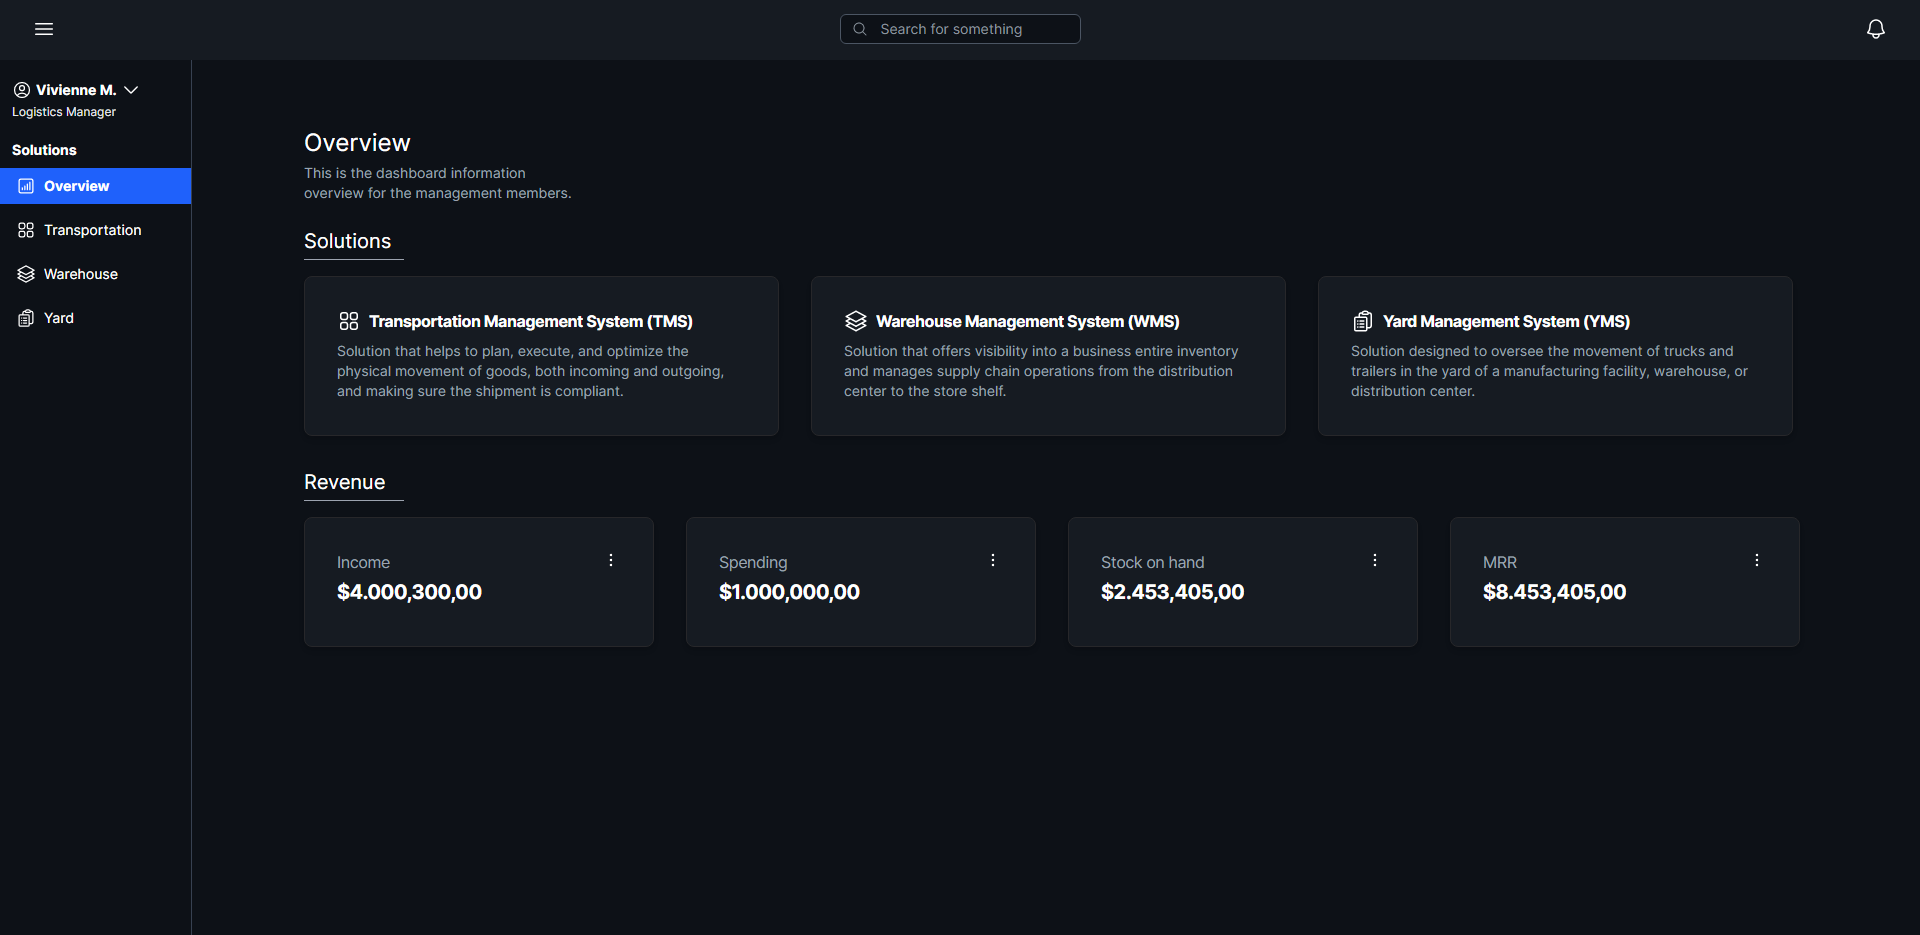 Search for something
Vivienne M.
Logistics Manager
Solutions
Overview
Transportation
Warehouse
Yard
Overview
This is the dashboard information
overview for the management members.
Solutions
Transportation Management System (TMS)
Solution that helps to plan, execute, and optimize the
physical movement of goods, both incoming and outgoing,
and making sure the shipment is compliant.
Warehouse Management System (WMS)
Solution that offers visibility into a business entire inventory
and manages supply chain operations from the distribution
center to the store shelf.
Yard Management System (YMS)
Solution designed to oversee the movement of trucks and
trailers in the yard of a manufacturing facility, warehouse, or
distribution center.
Revenue
Income
$4.000,300,00
Spending
$1.000,000,00
Stock on hand
$2.453,405,00
MRR
$8.453,405,00